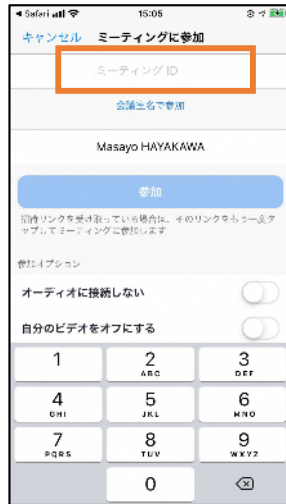 Safari
15:05
キャンセル ミーティングに参加
ミーティング ID
会議室名で参加
Masayo HAYAKAWA
参加
招待リンクを受け取っている場合は、そのリンクをもう一度タ
ップしてミーティングに参加します
参加オプション
オーディオに接続しない
自分のビデオをオフにする
1 2 3
ABC DEF
4 5 6
GHI JKL MNO
7 8 9
PQRS TUV WXYZ
0